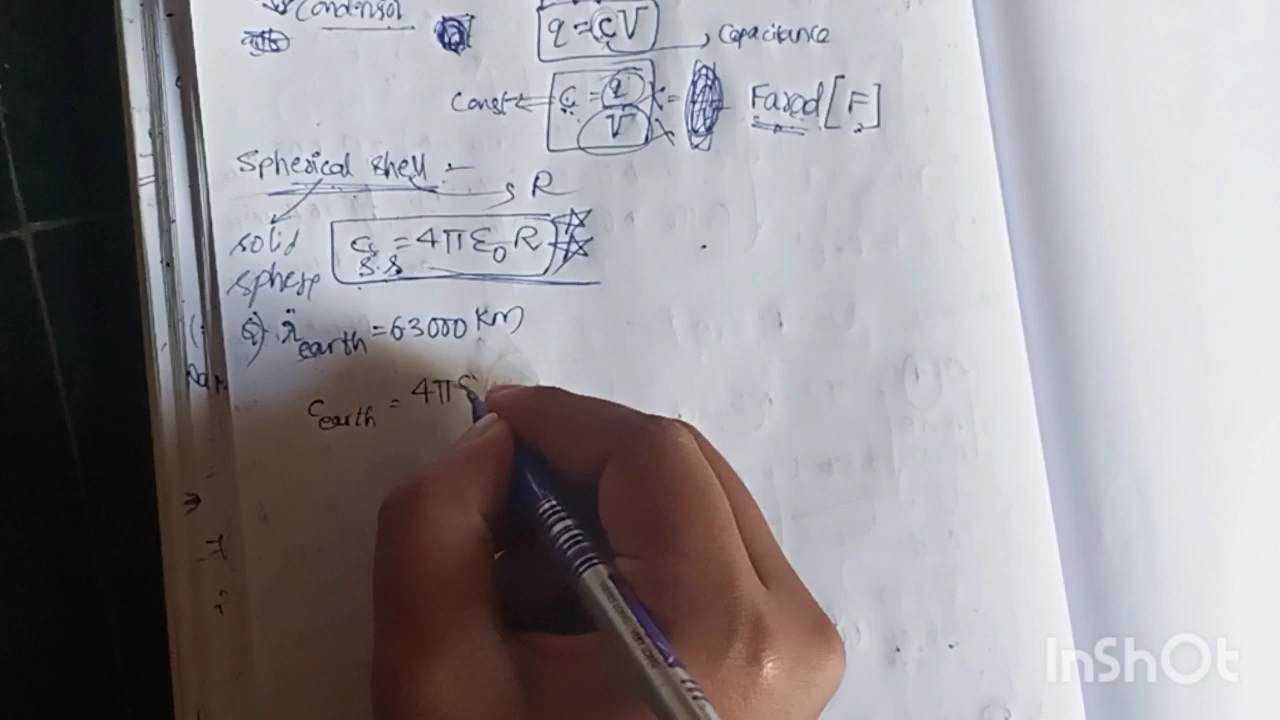 Condensor
q = CV
Capacitance
Const ⇐ C = q/V = Farad [F]
Spherical shell :-
R
solid sphere
C s.s = 4πε₀R
Q) r earth = 63000 Km
C earth = 4π
InShOt